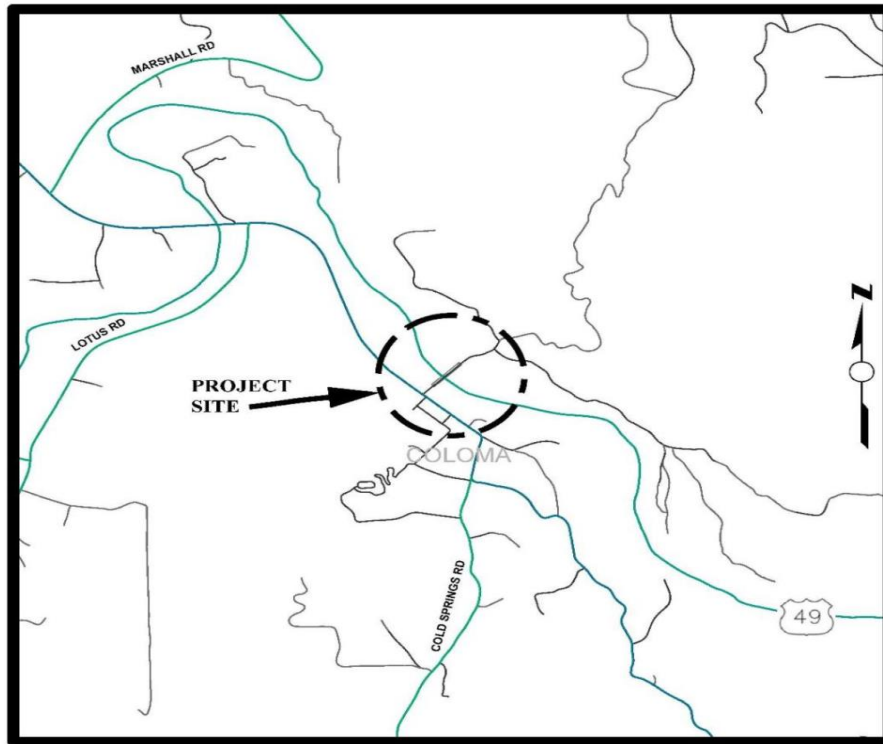 MARSHALL RD
LOTUS RD
PROJECT
SITE
COLOMA
COLD SPRINGS RD
49
N